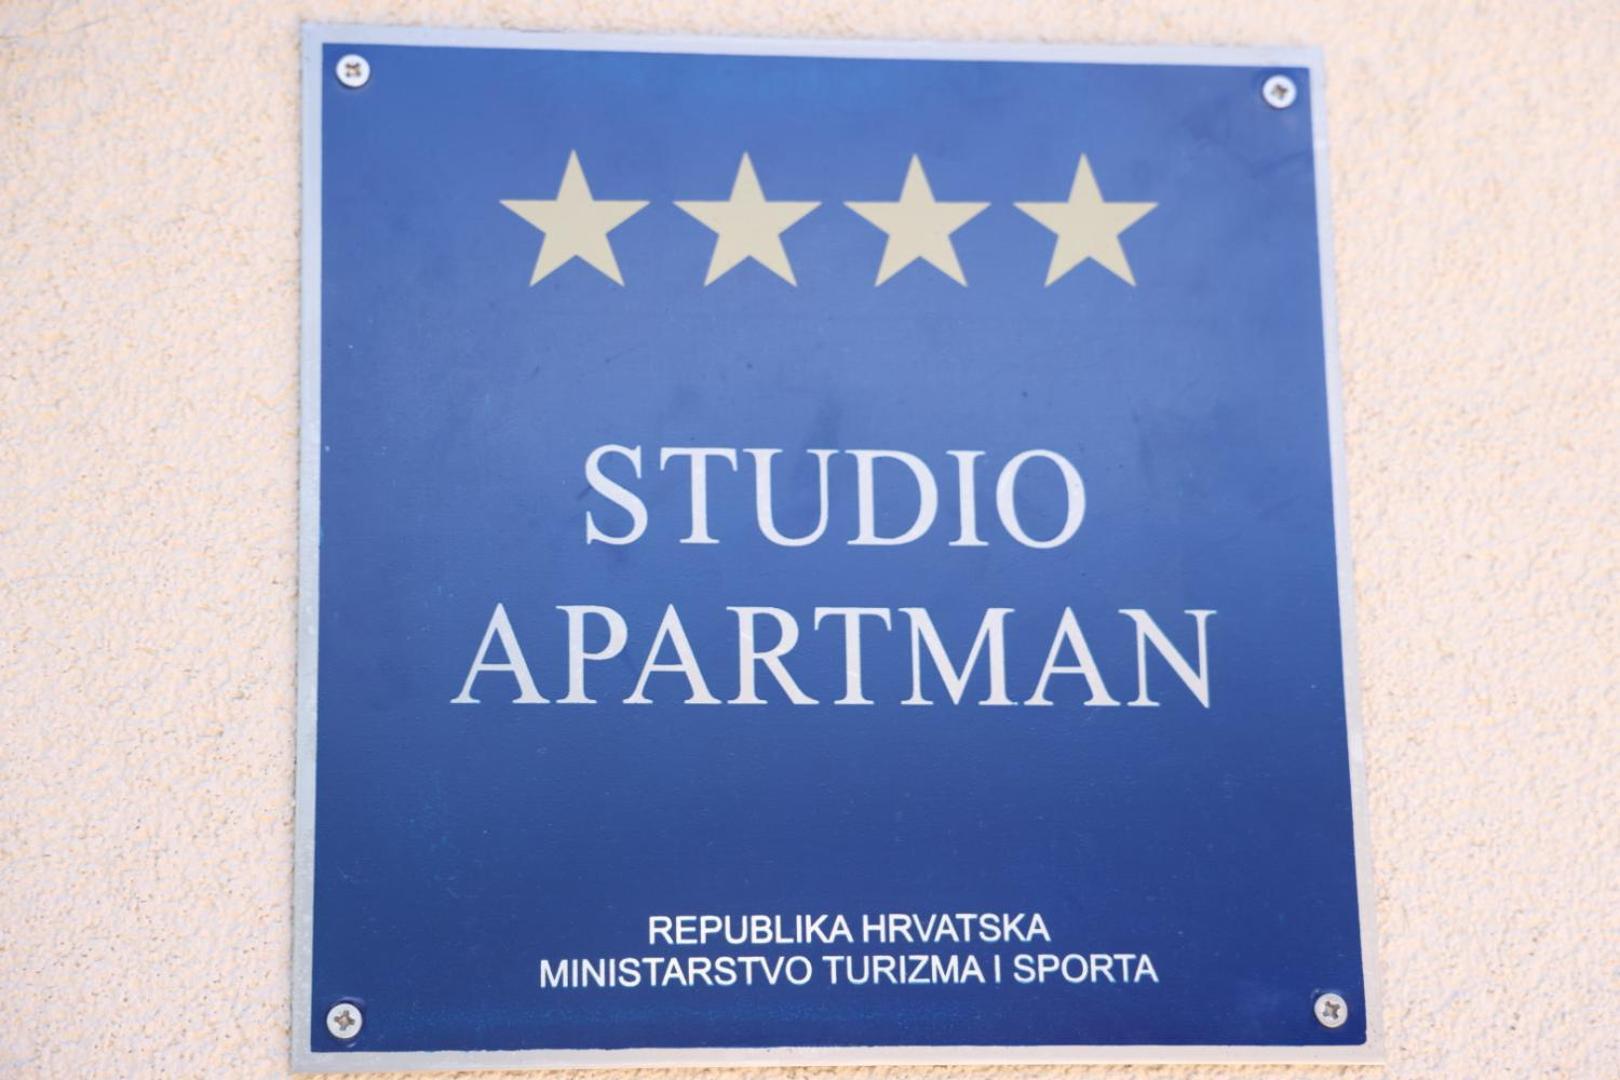 STUDIO
APARTMAN
REPUBLIKA HRVATSKA
MINISTARSTVO TURIZMA I SPORTA